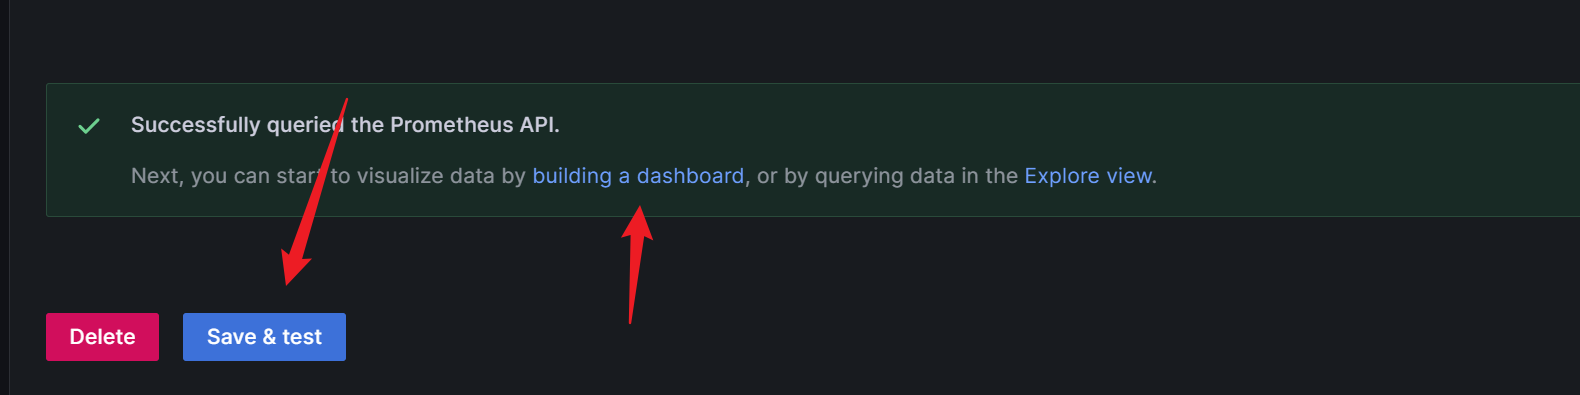 Successfully queried the Prometheus API.
Next, you can start to visualize data by building a dashboard, or by querying data in the Explore view.
Delete Save & test